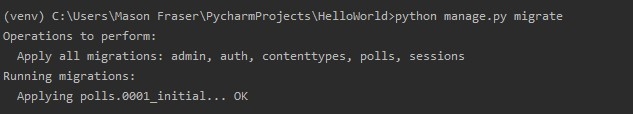 (venv) C:\Users\Mason Fraser\PycharmProjects\HelloWorld>python manage.py migrate
Operations to perform:
  Apply all migrations: admin, auth, contenttypes, polls, sessions
Running migrations:
  Applying polls.0001_initial... OK